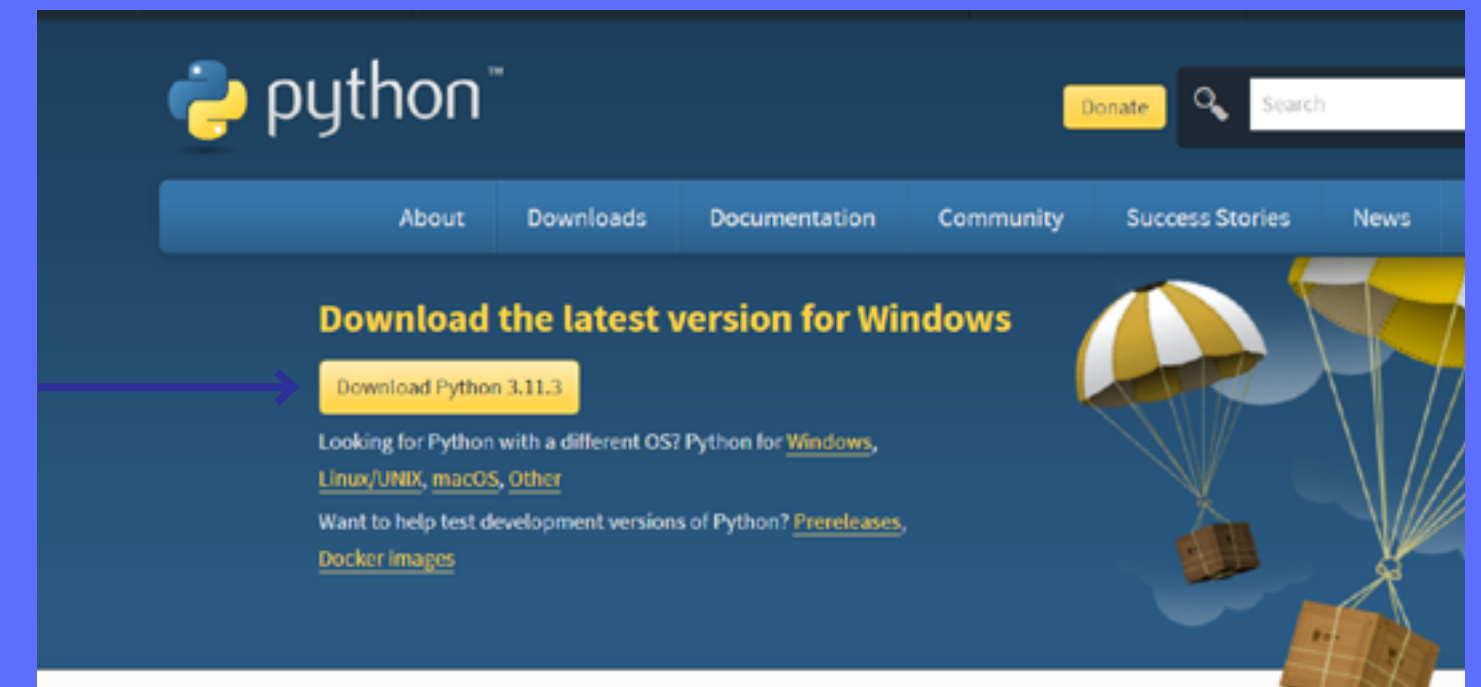 python™
Donate
Search
About Downloads Documentation Community Success Stories News
Download the latest version for Windows
Download Python 3.11.3
Looking for Python with a different OS? Python for Windows,
Linux/UNIX, macOS, Other
Want to help test development versions of Python? Prereleases,
Docker images